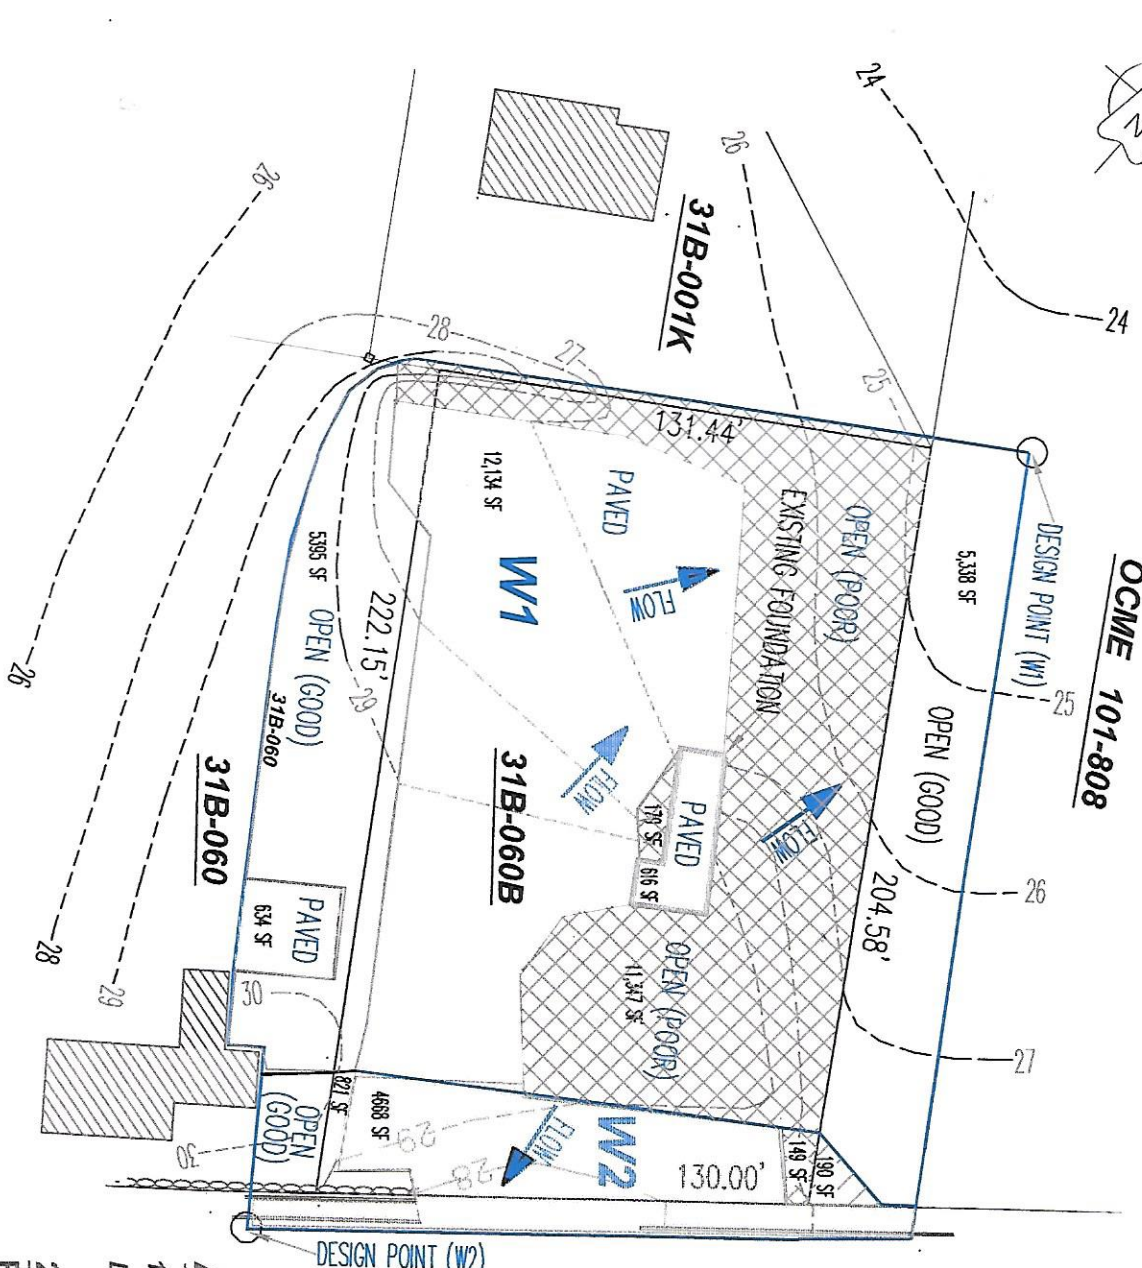 24
24
N
26
26
31B-001K
28
27
25
131.44'
DESIGN POINT (W1)
OCME 101-808
5,338 SF
OPEN (POOR)
EXISTING FOUNDATION
PAVED
12,134 SF
FLOW
W1
5395 SF
OPEN (GOOD)
31B-060
222.15'
29
26
25
OPEN (GOOD)
FLOW
FLOW
PAVED
178 SF
616 SF
31B-060B
31B-060
204.58'
26
PAVED
634 SF
28
29
30
OPEN (POOR)
11,347 SF
27
821 SF
4668 SF
OPEN
(GOOD)
30
29
28
FLOW
W2
130.00'
149 SF
190 SF
DESIGN POINT (W2)